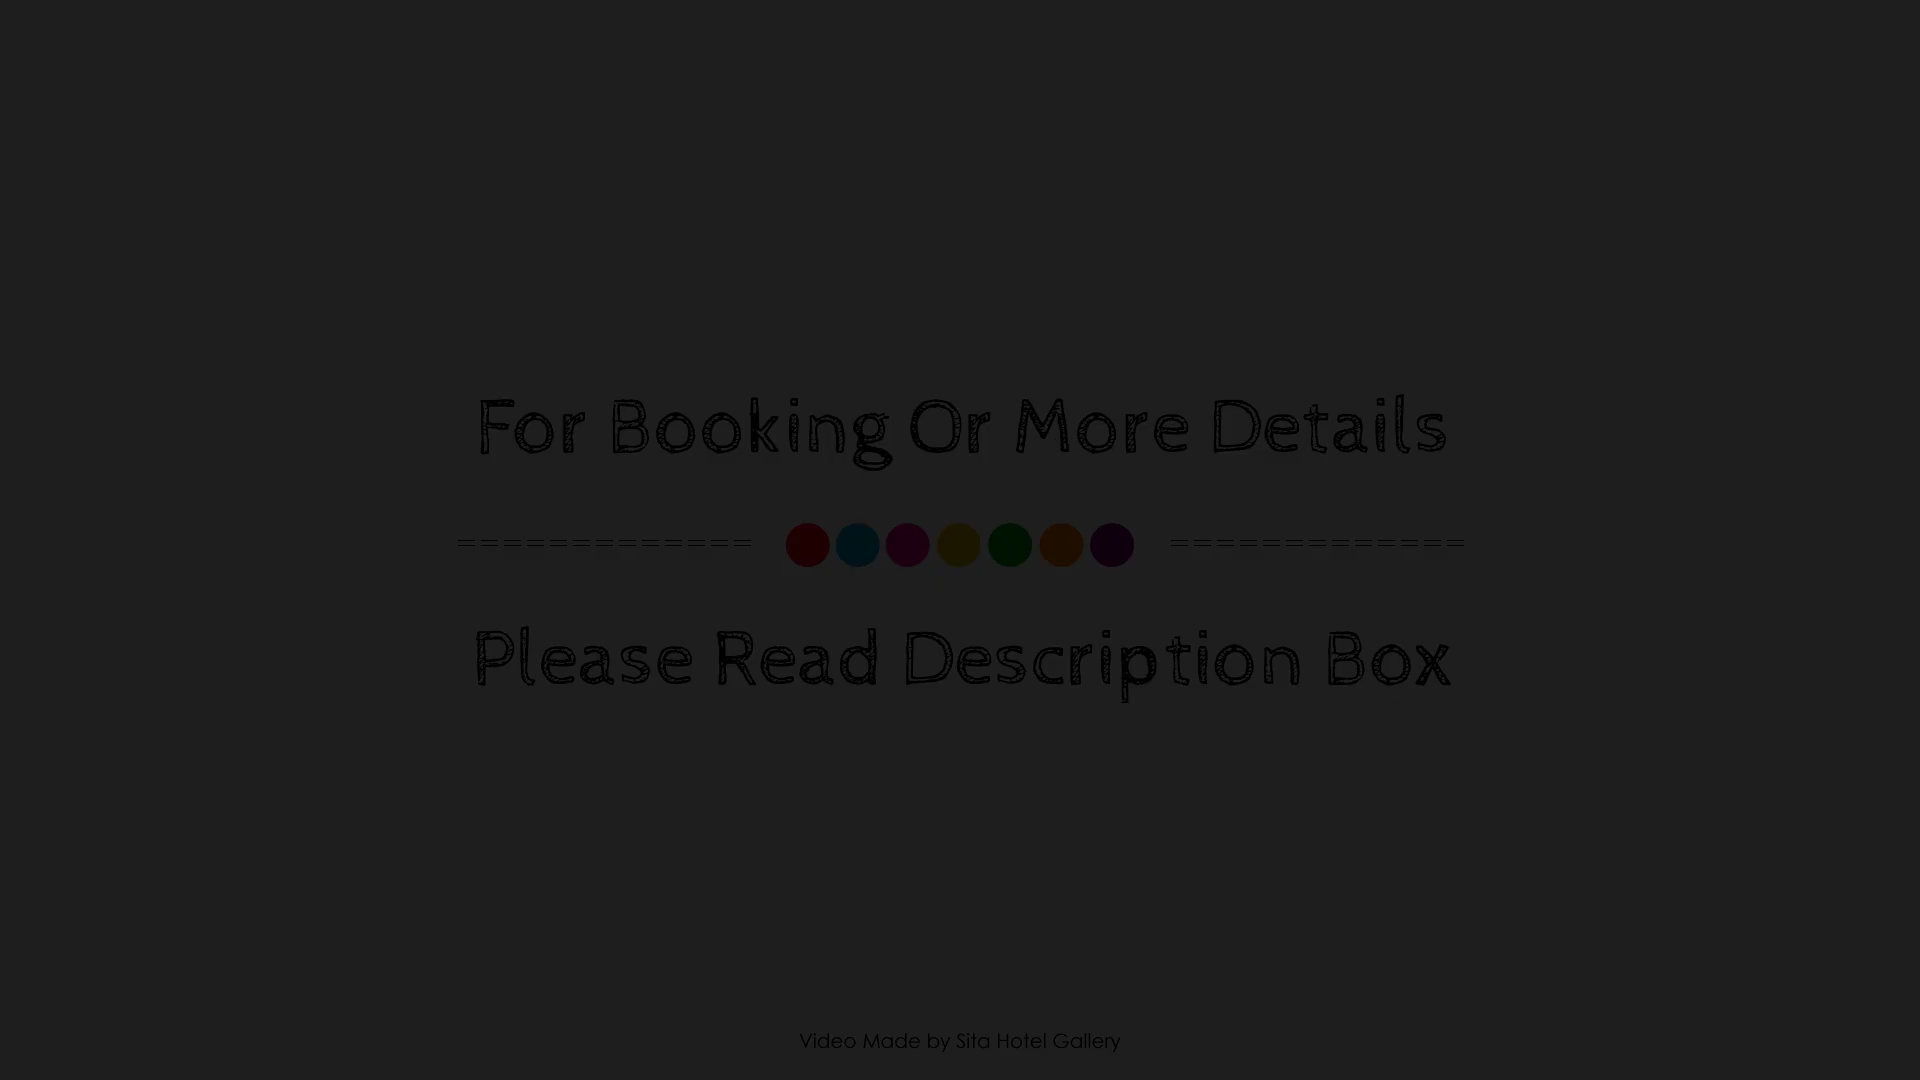 For Booking Or More Details
============= =============
Please Read Description Box
Video Made by Sita Hotel Gallery